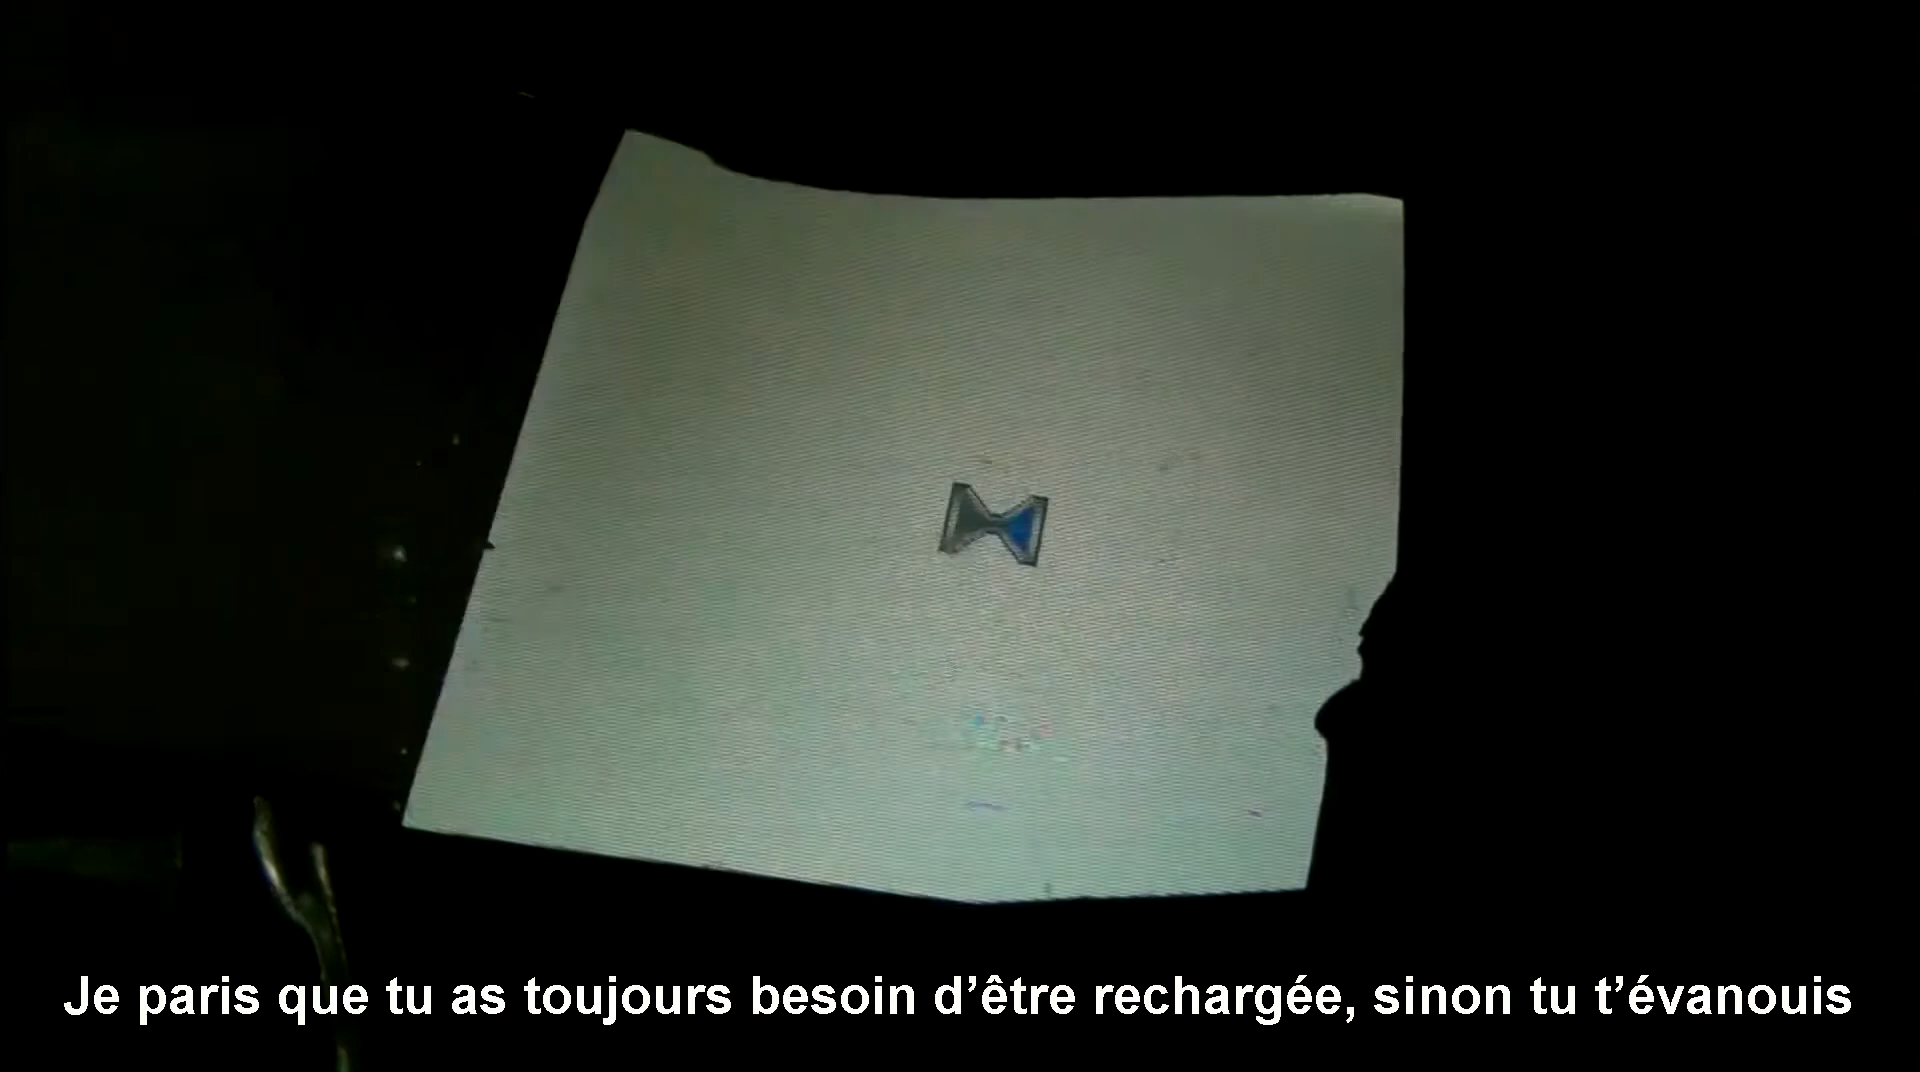 Je paris que tu as toujours besoin d’être rechargée, sinon tu t’évanouis